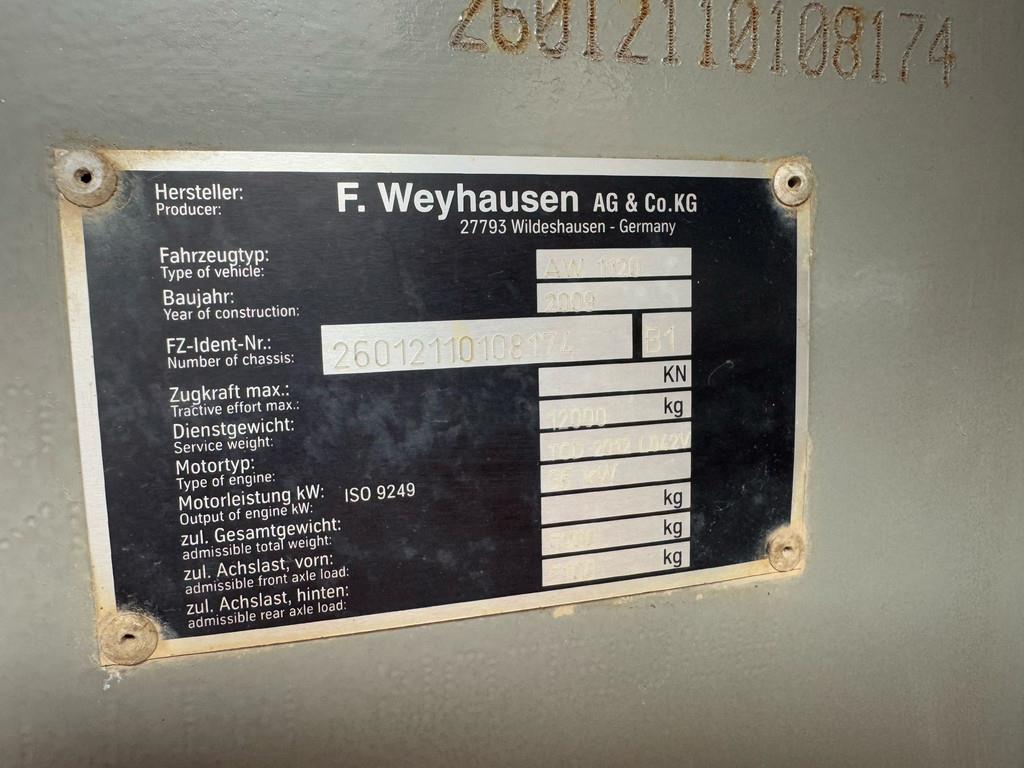 26012110108174
Hersteller: F. Weyhausen AG & Co.KG
Producer: 27793 Wildeshausen - Germany
Fahrzeugtyp: AW 1120
Type of vehicle:
Baujahr: 2009
Year of construction:
FZ-Ident-Nr.: 26012110108174 B1
Number of chassis:
Zugkraft max.: KN
Tractive effort max.:
Dienstgewicht: 12000 kg
Service weight:
Motortyp: TCD 2012 L042V
Type of engine:
Motorleistung kW: ISO 9249 kW
Output of engine kW:
zul. Gesamtgewicht: kg
admissible total weight:
zul. Achslast, vorn: kg
admissible front axle load:
zul. Achslast, hinten: kg
admissible rear axle load: